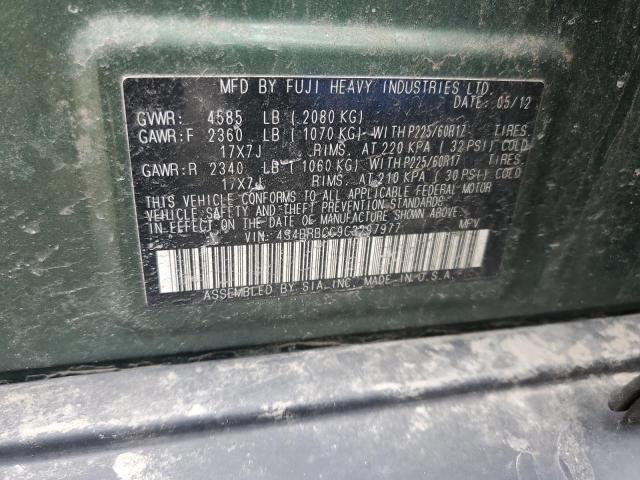 MFD BY FUJI HEAVY INDUSTRIES LTD.
DATE: 05/12
GVWR: 4585 LB ( 2080 KG)
GAWR:F 2360 LB ( 1070 KG) WITH P225/60R17 TIRES.
17X7J RIMS. AT 220 KPA ( 32 PSI) COLD
GAWR:R 2340 LB ( 1060 KG) WITH P225/60R17 TIRES.
17X7J RIMS. AT 210 KPA ( 30 PSI) COLD
THIS VEHICLE CONFORMS TO ALL APPLICABLE FEDERAL MOTOR
VEHICLE SAFETY, BUMPER, AND THEFT PREVENTION STANDARDS
IN EFFECT ON THE DATE OF MANUFACTURE SHOWN ABOVE.
VIN: 4S4BRBCC9C3297977 MPV
ASSEMBLED BY SIA, INC. MADE IN U.S.A.